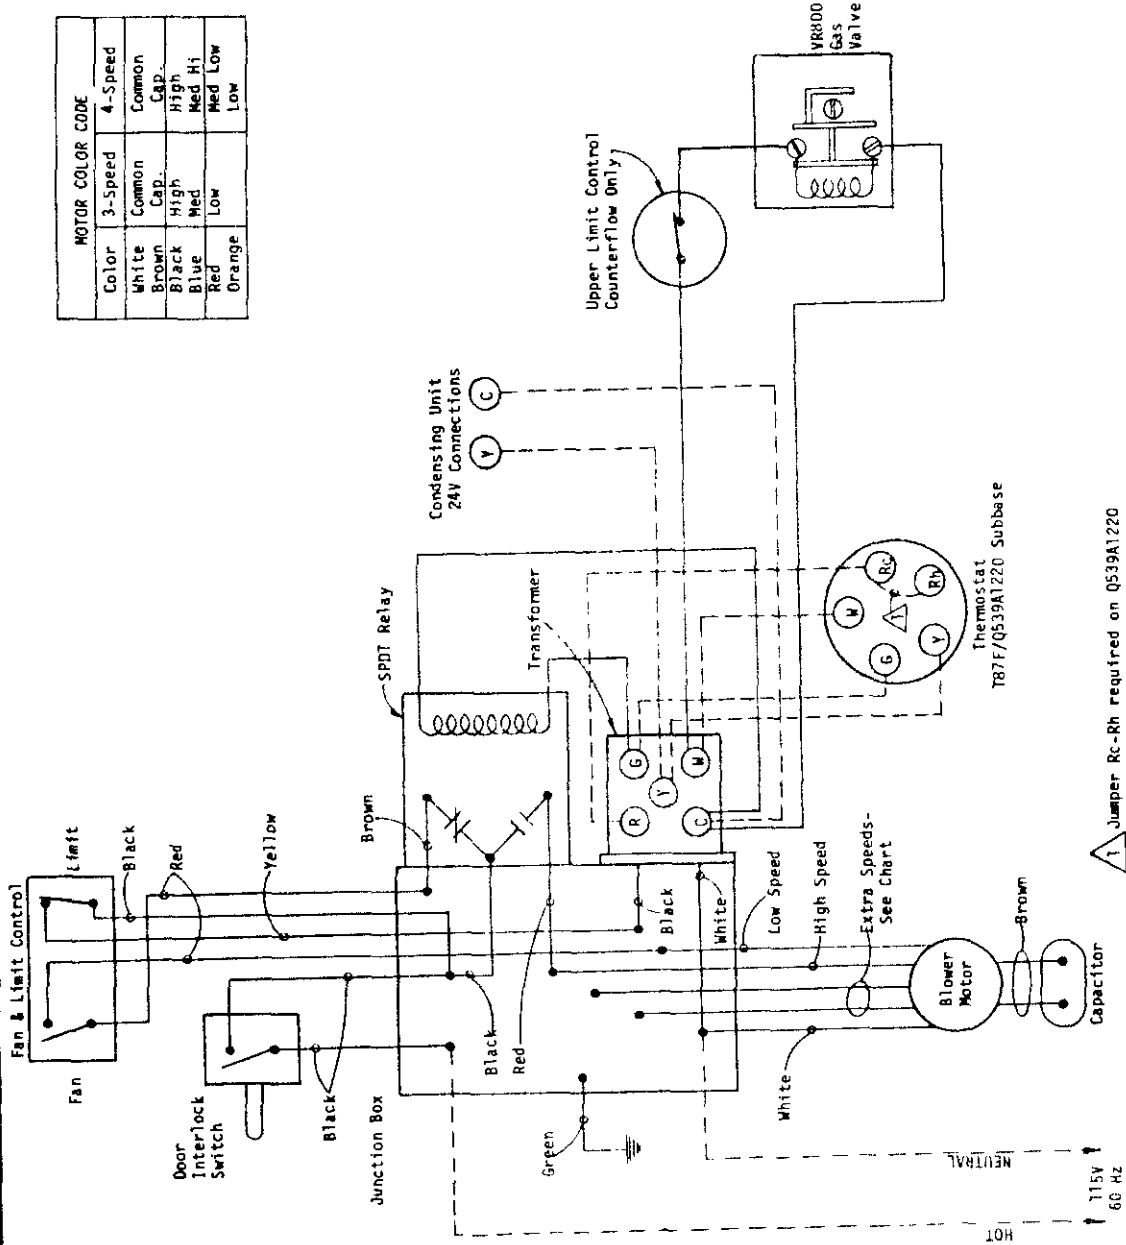 MOTOR COLOR CODE
Color 3-Speed 4-Speed
White Common Common
Brown Cap. Cap.
Black High High
Blue Med Med Hi
Red Low Med Low
Orange Low
Fan & Limit Control
Limit
Fan
Black
Red
Yellow
Door
Interlock
Switch
Black
Junction Box
Brown
SPDT Relay
Transformer
Condensing Unit
24V Connections
Y
C
Upper Limit Control
Counterflow Only
VR800
Gas
Valve
R
G
Y
C
W
Black
Red
Black
White
Low Speed
High Speed
Extra Speeds-
See Chart
Green
White
Blower
Motor
Brown
Capacitor
W
Rc
G
1
Rh
Y
Thermostat
T87F/Q539A1220 Subbase
NEUTRAL
HOT
115V
60 Hz
1 Jumper Rc-Rh required on Q539A1220